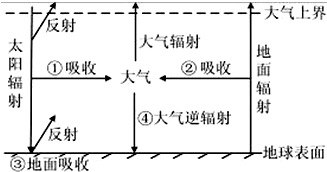 大气上界
反射
太阳辐射
大气辐射
地面辐射
①吸收
大气
②吸收
反射
④大气逆辐射
③地面吸收
地球表面